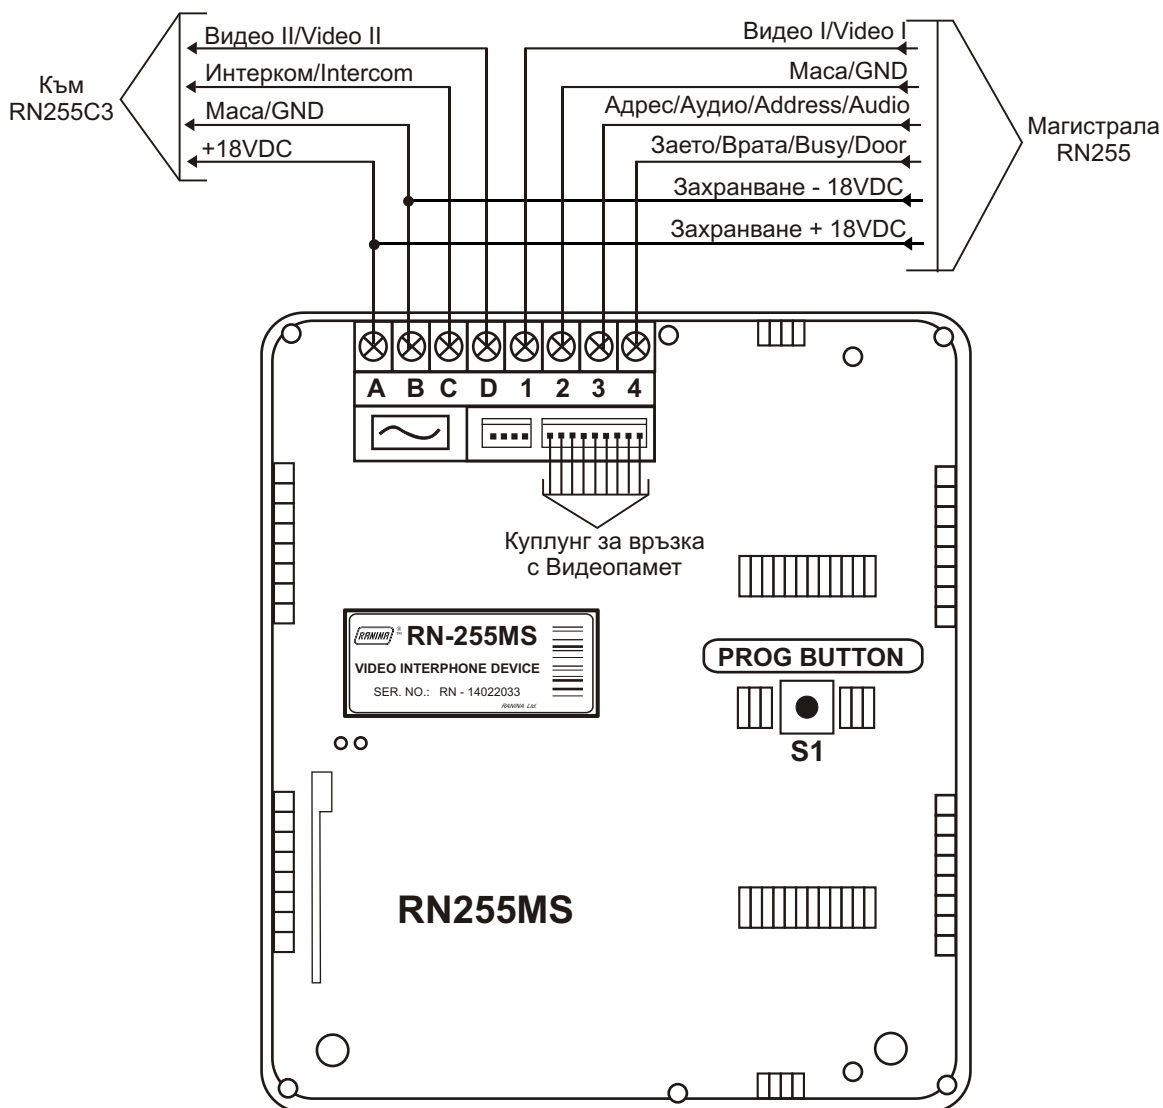 Видео II/Video II
Интерком/Intercom
Маса/GND
+18VDC
Към
RN255C3
Видео I/Video I
Маса/GND
Адрес/Аудио/Address/Audio
Заето/Врата/Busy/Door
Захранване - 18VDC
Захранване + 18VDC
Магистрала
RN255
A B C D 1 2 3 4
Куплунг за връзка
с Видеопамет
RANINA ® ™ RN-255MS
VIDEO INTERPHONE DEVICE
SER. NO.: RN - 14022033
RANINA Ltd.
PROG BUTTON
S1
RN255MS